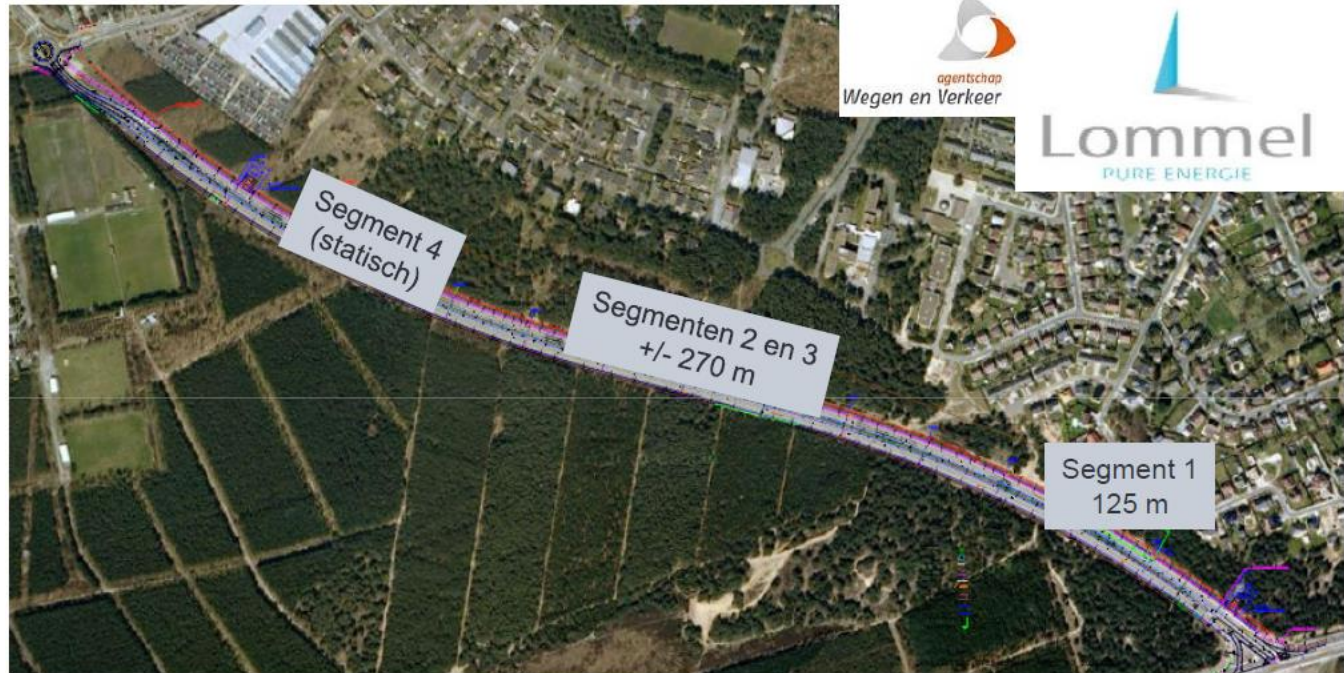 agentschap
Wegen en Verkeer
Lommel
PURE ENERGIE
Segment 4
(statisch)
Segmenten 2 en 3
+/- 270 m
Segment 1
125 m